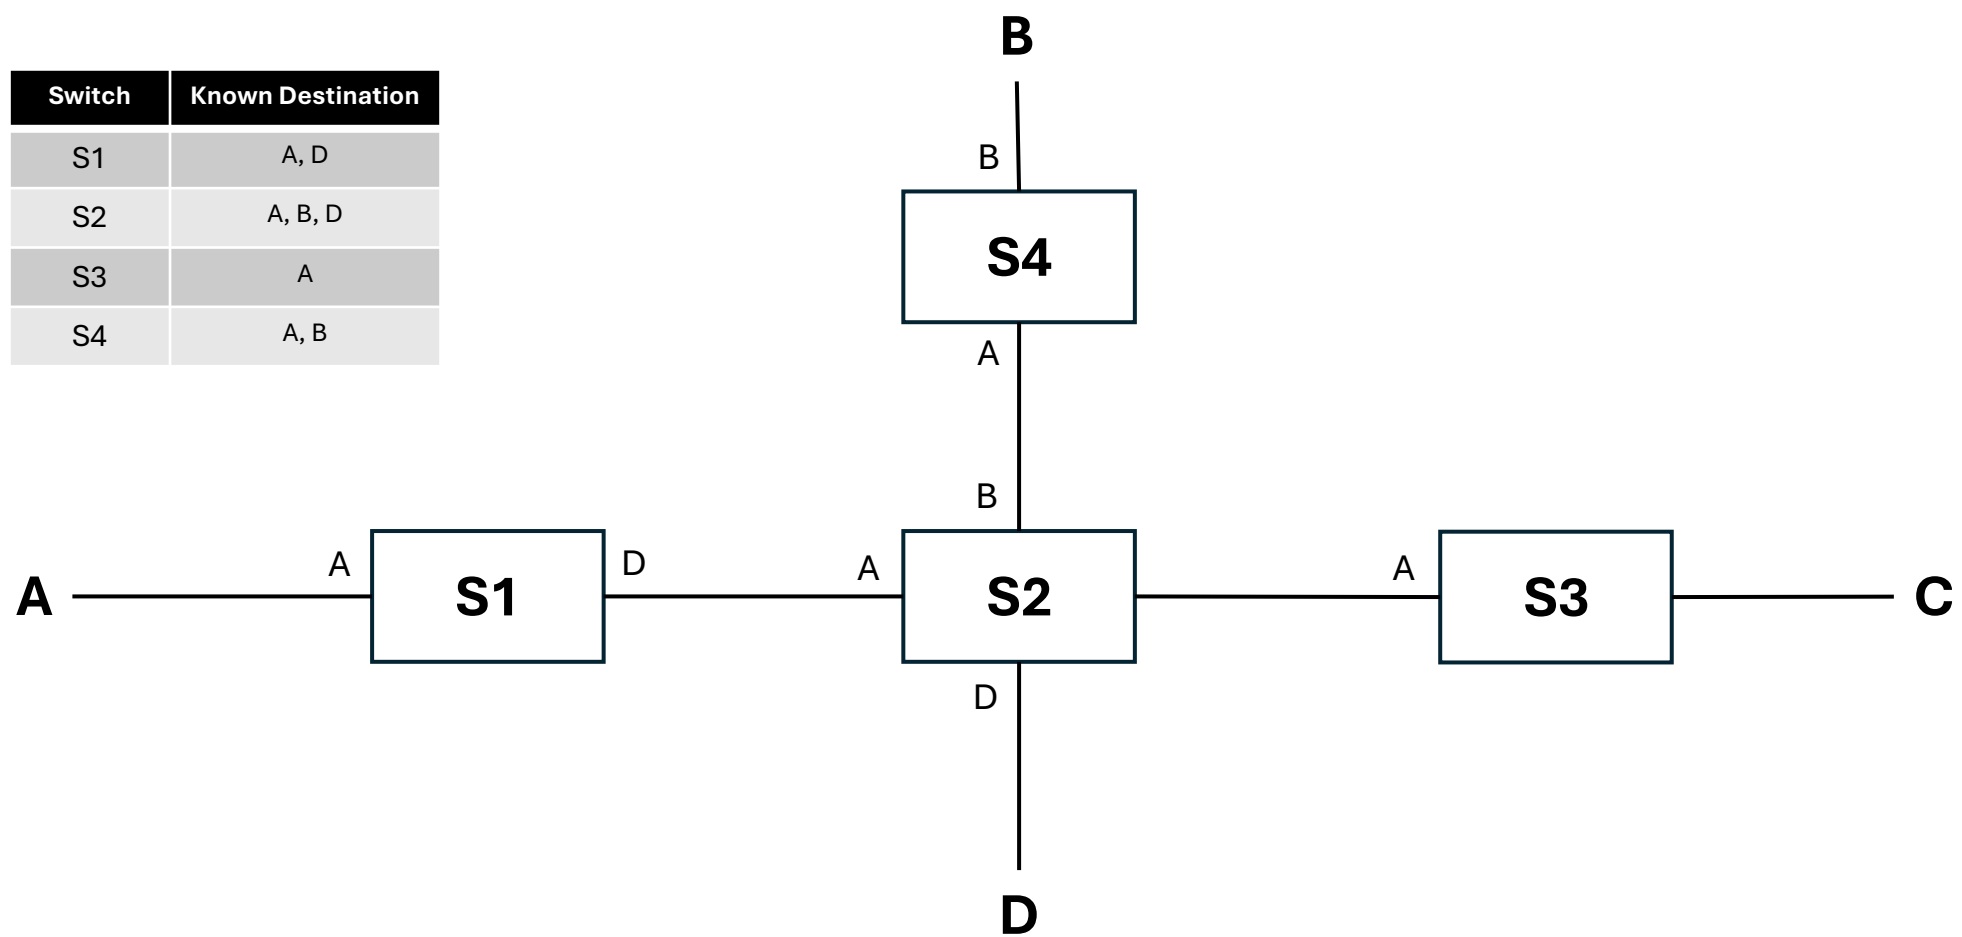 B
Switch Known Destination
S1 A, D
S2 A, B, D
S3 A
S4 A, B
B
S4
A
B
A D A A
A S1 S2 S3 C
D
D